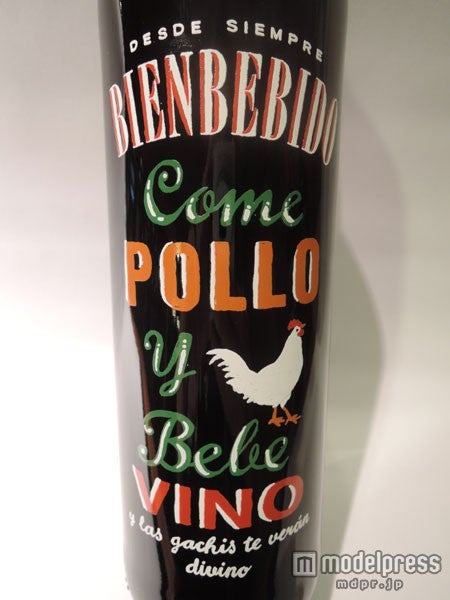 DESDE SIEMPRE
BIENBEBIDO
Come
POLLO
y
Bebe
VINO
y las gachis te verán
divino
modelpress
mdpr.jp